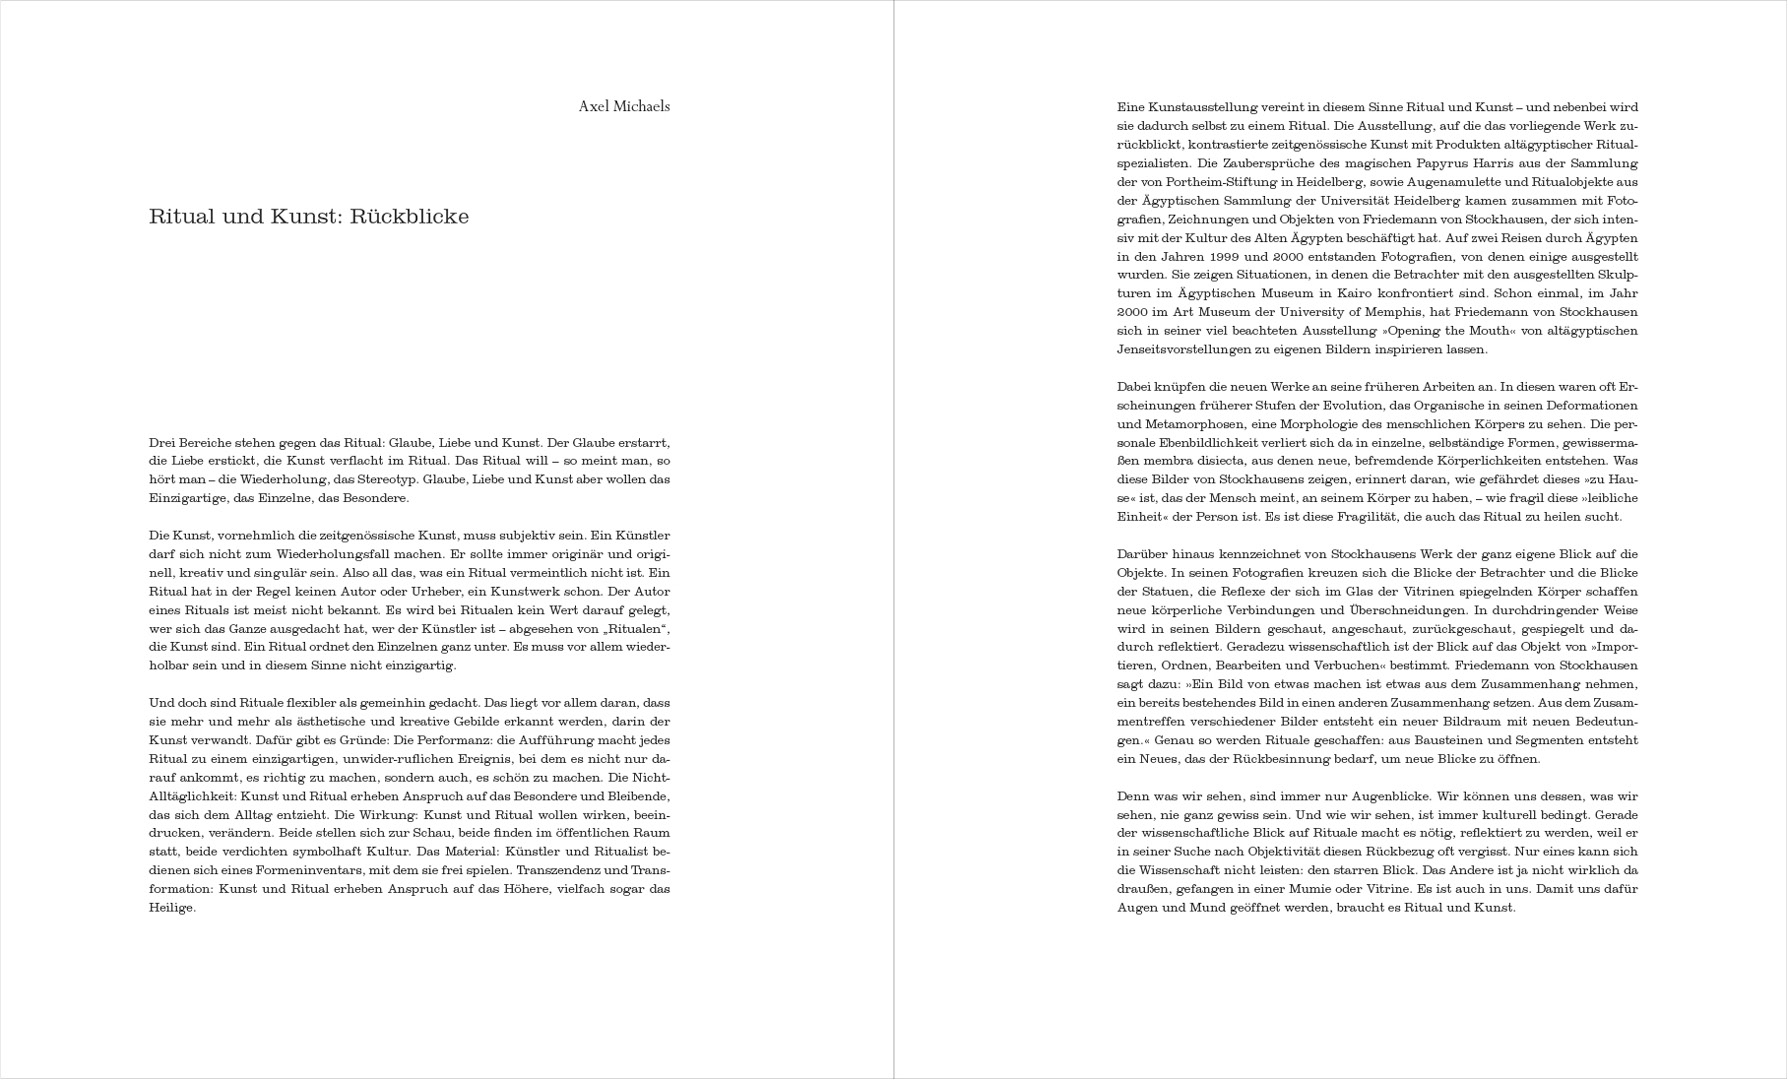 Axel Michaels
Ritual und Kunst: Rückblicke
Drei Bereiche stehen gegen das Ritual: Glaube, Liebe und Kunst. Der Glaube erstarrt,
die Liebe erstickt, die Kunst verflacht im Ritual. Das Ritual will – so meint man, so
hört man – die Wiederholung, das Stereotyp. Glaube, Liebe und Kunst aber wollen das
Einzigartige, das Einzelne, das Besondere.
Die Kunst, vornehmlich die zeitgenössische Kunst, muss subjektiv sein. Ein Künstler
darf sich nicht zum Wiederholungsfall machen. Er sollte immer originär und origi-
nell, kreativ und singulär sein. Also all das, was ein Ritual vermeintlich nicht ist. Ein
Ritual hat in der Regel keinen Autor oder Urheber, ein Kunstwerk schon. Der Autor
eines Rituals ist meist nicht bekannt. Es wird bei Ritualen kein Wert darauf gelegt,
wer sich das Ganze ausgedacht hat, wer der Künstler ist – abgesehen von „Ritualen“,
die Kunst sind. Ein Ritual ordnet den Einzelnen ganz unter. Es muss vor allem wieder-
holbar sein und in diesem Sinne nicht einzigartig.
Und doch sind Rituale flexibler als gemeinhin gedacht. Das liegt vor allem daran, dass
sie mehr und mehr als ästhetische und kreative Gebilde erkannt werden, darin der
Kunst verwandt. Dafür gibt es Gründe: Die Performanz: die Aufführung macht jedes
Ritual zu einem einzigartigen, unwider-ruflichen Ereignis, bei dem es nicht nur da-
rauf ankommt, es richtig zu machen, sondern auch, es schön zu machen. Die Nicht-
Alltäglichkeit: Kunst und Ritual erheben Anspruch auf das Besondere und Bleibende,
das sich dem Alltag entzieht. Die Wirkung: Kunst und Ritual wollen wirken, beein-
drucken, verändern. Beide stellen sich zur Schau, beide finden im öffentlichen Raum
statt, beide verdichten symbolhaft Kultur. Das Material: Künstler und Ritualist be-
dienen sich eines Formeninventars, mit dem sie frei spielen. Transzendenz und Trans-
formation: Kunst und Ritual erheben Anspruch auf das Höhere, vielfach sogar das
Heilige.
Eine Kunstausstellung vereint in diesem Sinne Ritual und Kunst – und nebenbei wird
sie dadurch selbst zu einem Ritual. Die Ausstellung, auf die das vorliegende Werk zu-
rückblickt, kontrastierte zeitgenössische Kunst mit Produkten altägyptischer Ritual-
spezialisten. Die Zaubersprüche des magischen Papyrus Harris aus der Sammlung
der von Portheim-Stiftung in Heidelberg, sowie Augenamulette und Ritualobjekte aus
der Ägyptischen Sammlung der Universität Heidelberg kamen zusammen mit Foto-
grafien, Zeichnungen und Objekten von Friedemann von Stockhausen, der sich inten-
siv mit der Kultur des Alten Ägypten beschäftigt hat. Auf zwei Reisen durch Ägypten
in den Jahren 1999 und 2000 entstanden Fotografien, von denen einige ausgestellt
wurden. Sie zeigen Situationen, in denen die Betrachter mit den ausgestellten Skulp-
turen im Ägyptischen Museum in Kairo konfrontiert sind. Schon einmal, im Jahr
2000 im Art Museum der University of Memphis, hat Friedemann von Stockhausen
sich in seiner viel beachteten Ausstellung »Opening the Mouth« von altägyptischen
Jenseitsvorstellungen zu eigenen Bildern inspirieren lassen.
Dabei knüpfen die neuen Werke an seine früheren Arbeiten an. In diesen waren oft Er-
scheinungen früherer Stufen der Evolution, das Organische in seinen Deformationen
und Metamorphosen, eine Morphologie des menschlichen Körpers zu sehen. Die per-
sonale Ebenbildlichkeit verliert sich da in einzelne, selbständige Formen, gewisserma-
ßen membra disiecta, aus denen neue, befremdende Körperlichkeiten entstehen. Was
diese Bilder von Stockhausens zeigen, erinnert daran, wie gefährdet dieses »zu Hau-
se« ist, das der Mensch meint, an seinem Körper zu haben, – wie fragil diese »leibliche
Einheit« der Person ist. Es ist diese Fragilität, die auch das Ritual zu heilen sucht.
Darüber hinaus kennzeichnet von Stockhausens Werk der ganz eigene Blick auf die
Objekte. In seinen Fotografien kreuzen sich die Blicke der Betrachter und die Blicke
der Statuen, die Reflexe der sich im Glas der Vitrinen spiegelnden Körper schaffen
neue körperliche Verbindungen und Überschneidungen. In durchdringender Weise
wird in seinen Bildern geschaut, angeschaut, zurückgeschaut, gespiegelt und da-
durch reflektiert. Geradezu wissenschaftlich ist der Blick auf das Objekt von »Impor-
tieren, Ordnen, Bearbeiten und Verbuchen« bestimmt. Friedemann von Stockhausen
sagt dazu: »Ein Bild von etwas machen ist etwas aus dem Zusammenhang nehmen,
ein bereits bestehendes Bild in einen anderen Zusammenhang setzen. Aus dem Zusam-
mentreffen verschiedener Bilder entsteht ein neuer Bildraum mit neuen Bedeutun-
gen.« Genau so werden Rituale geschaffen: aus Bausteinen und Segmenten entsteht
ein Neues, das der Rückbesinnung bedarf, um neue Blicke zu öffnen.
Denn was wir sehen, sind immer nur Augenblicke. Wir können uns dessen, was wir
sehen, nie ganz gewiss sein. Und wie wir sehen, ist immer kulturell bedingt. Gerade
der wissenschaftliche Blick auf Rituale macht es nötig, reflektiert zu werden, weil er
in seiner Suche nach Objektivität diesen Rückbezug oft vergisst. Nur eines kann sich
die Wissenschaft nicht leisten: den starren Blick. Das Andere ist ja nicht wirklich da
draußen, gefangen in einer Mumie oder Vitrine. Es ist auch in uns. Damit uns dafür
Augen und Mund geöffnet werden, braucht es Ritual und Kunst.